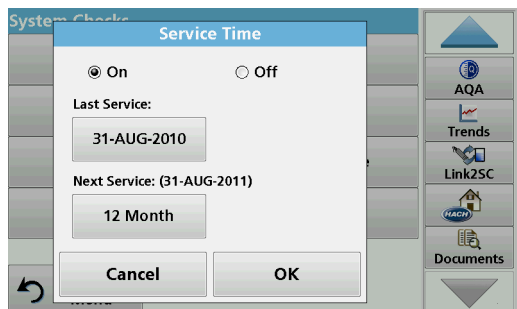 System Checks
Service Time
On
Off
Last Service:
31-AUG-2010
Next Service: (31-AUG-2011)
12 Month
Cancel
OK
Menu
AQA
Trends
Link2SC
HACH
Documents